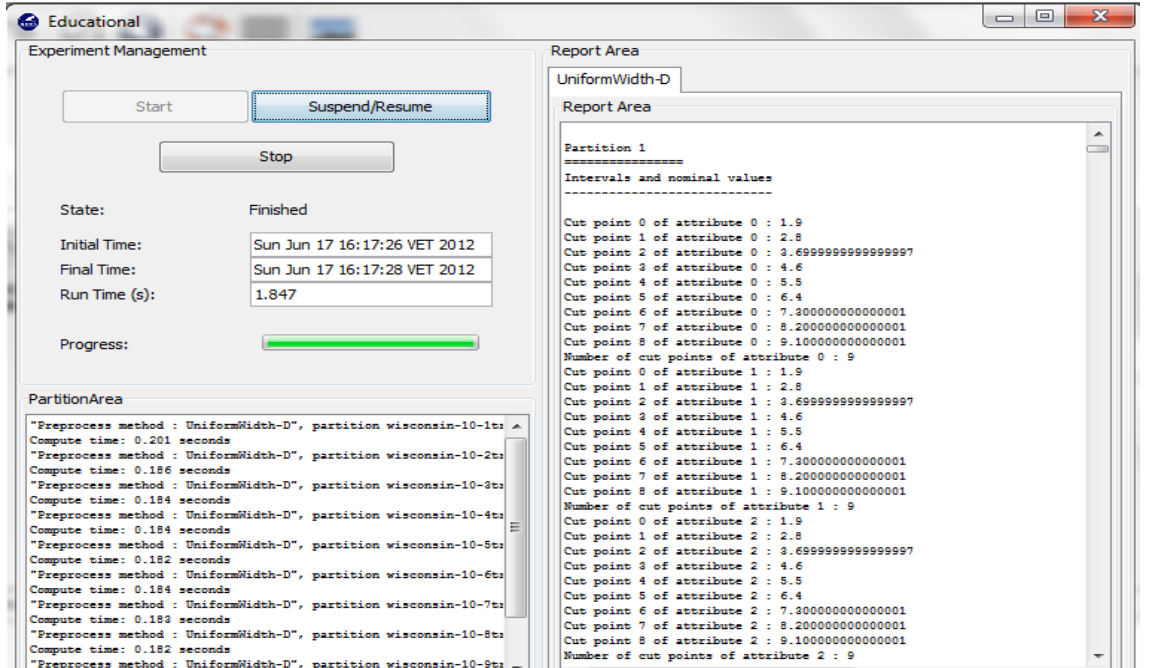 Educational
Experiment Management
Start
Suspend/Resume
Stop
State: Finished
Initial Time: Sun Jun 17 16:17:26 VET 2012
Final Time: Sun Jun 17 16:17:28 VET 2012
Run Time (s): 1.847
Progress:
PartitionArea
"Preprocess method : UniformWidth-D", partition wisconsin-10-1tr
Compute time: 0.201 seconds
"Preprocess method : UniformWidth-D", partition wisconsin-10-2tr
Compute time: 0.186 seconds
"Preprocess method : UniformWidth-D", partition wisconsin-10-3tr
Compute time: 0.184 seconds
"Preprocess method : UniformWidth-D", partition wisconsin-10-4tr
Compute time: 0.184 seconds
"Preprocess method : UniformWidth-D", partition wisconsin-10-5tr
Compute time: 0.182 seconds
"Preprocess method : UniformWidth-D", partition wisconsin-10-6tr
Compute time: 0.184 seconds
"Preprocess method : UniformWidth-D", partition wisconsin-10-7tr
Compute time: 0.183 seconds
"Preprocess method : UniformWidth-D", partition wisconsin-10-8tr
Compute time: 0.182 seconds
"Preprocess method : UniformWidth-D", partition wisconsin-10-9tr
Report Area
UniformWidth-D
Report Area
Partition 1
================
Intervals and nominal values
----------------------------
Cut point 0 of attribute 0 : 1.9
Cut point 1 of attribute 0 : 2.8
Cut point 2 of attribute 0 : 3.6999999999999997
Cut point 3 of attribute 0 : 4.6
Cut point 4 of attribute 0 : 5.5
Cut point 5 of attribute 0 : 6.4
Cut point 6 of attribute 0 : 7.300000000000001
Cut point 7 of attribute 0 : 8.200000000000001
Cut point 8 of attribute 0 : 9.100000000000001
Number of cut points of attribute 0 : 9
Cut point 0 of attribute 1 : 1.9
Cut point 1 of attribute 1 : 2.8
Cut point 2 of attribute 1 : 3.6999999999999997
Cut point 3 of attribute 1 : 4.6
Cut point 4 of attribute 1 : 5.5
Cut point 5 of attribute 1 : 6.4
Cut point 6 of attribute 1 : 7.300000000000001
Cut point 7 of attribute 1 : 8.200000000000001
Cut point 8 of attribute 1 : 9.100000000000001
Number of cut points of attribute 1 : 9
Cut point 0 of attribute 2 : 1.9
Cut point 1 of attribute 2 : 2.8
Cut point 2 of attribute 2 : 3.6999999999999997
Cut point 3 of attribute 2 : 4.6
Cut point 4 of attribute 2 : 5.5
Cut point 5 of attribute 2 : 6.4
Cut point 6 of attribute 2 : 7.300000000000001
Cut point 7 of attribute 2 : 8.200000000000001
Cut point 8 of attribute 2 : 9.100000000000001
Number of cut points of attribute 2 : 9